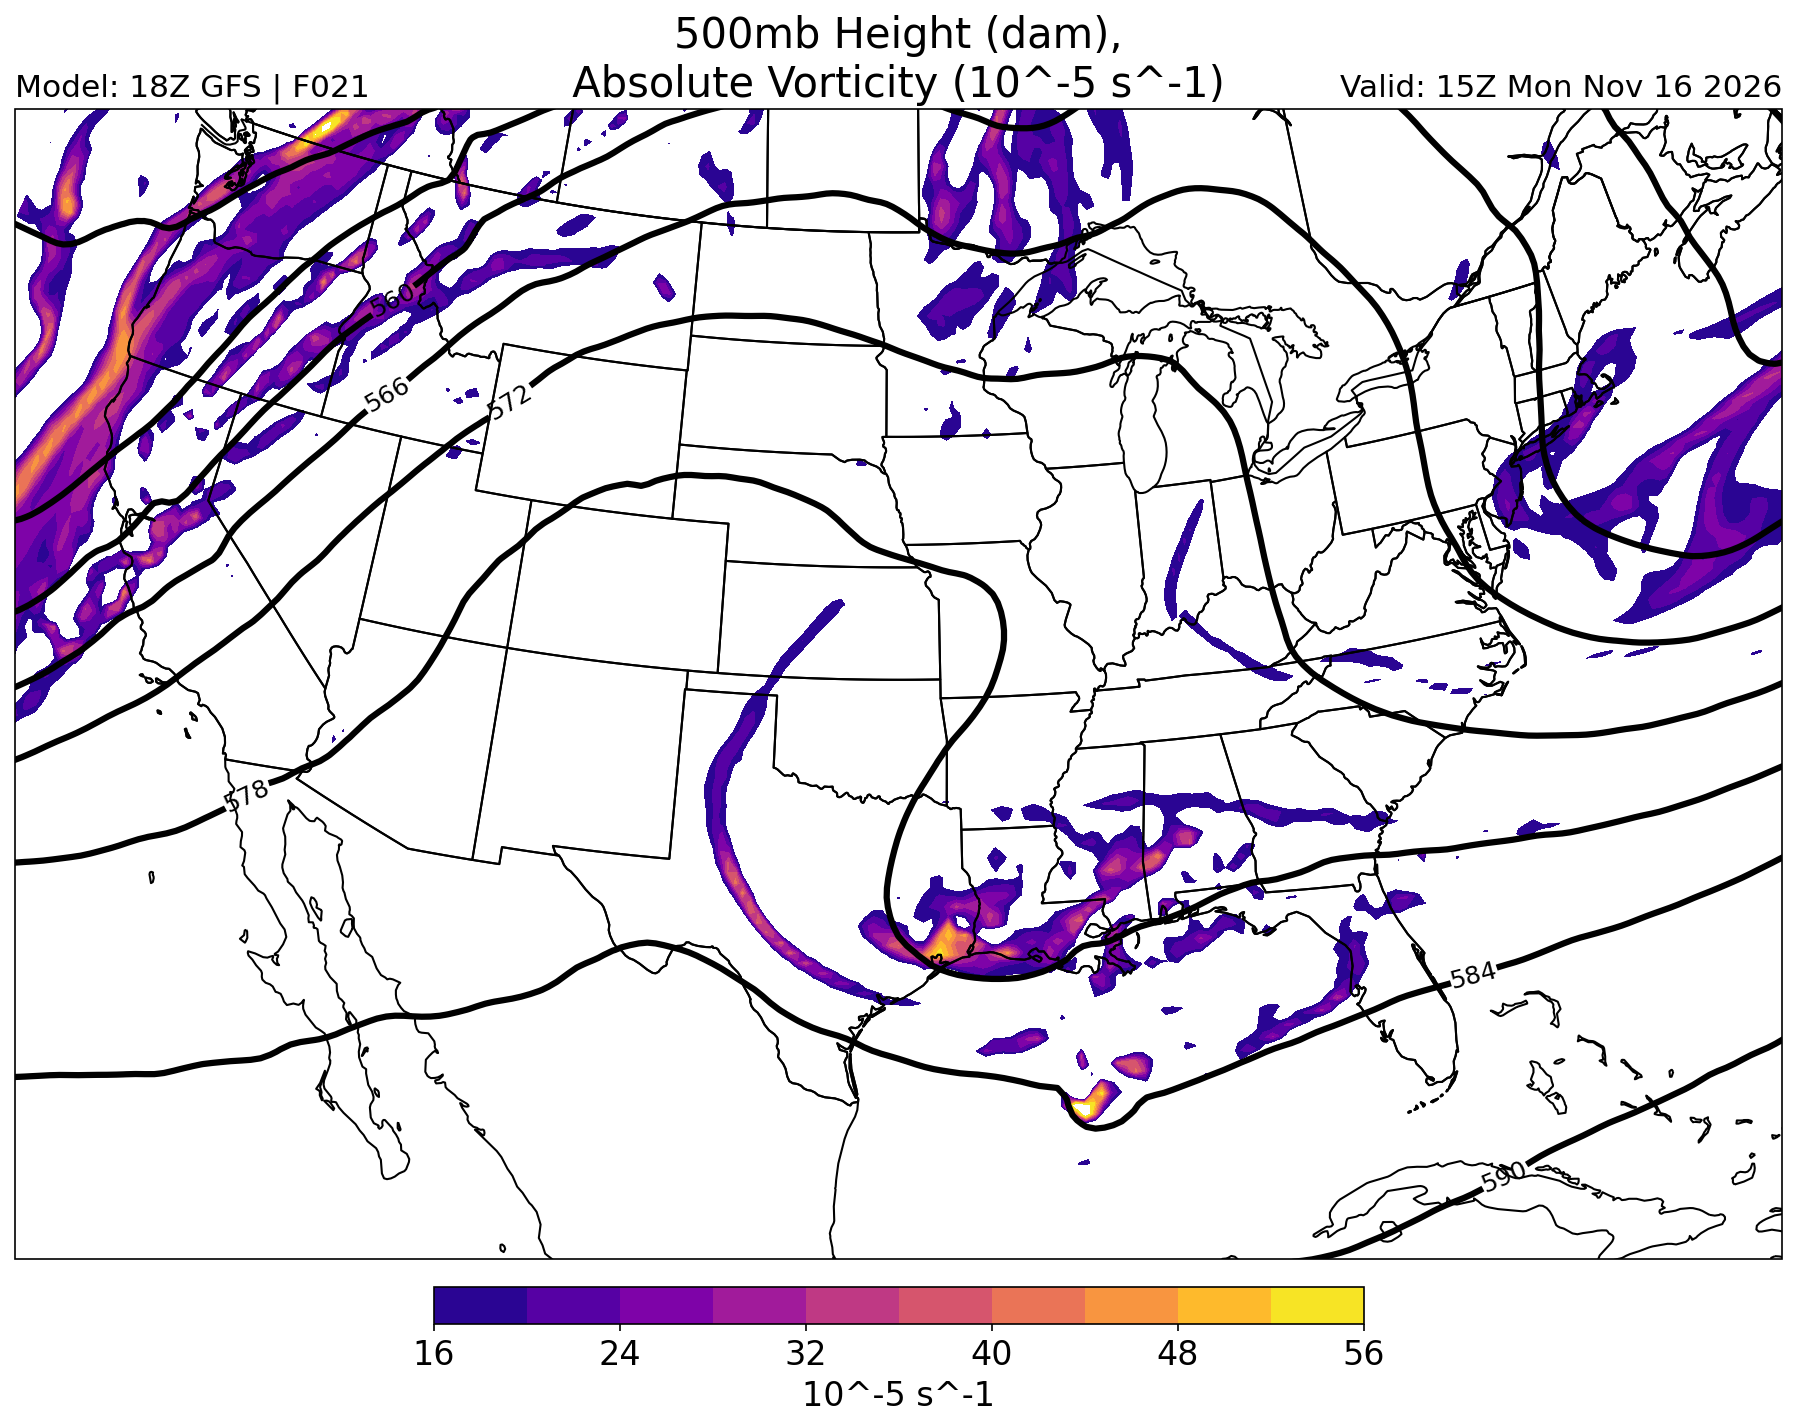 500mb Height (dam),
Model: 18Z GFS | F021
Absolute Vorticity (10^-5 s^-1)
Valid: 15Z Mon Nov 16 2026
560
566
572
578
584
590
16 24 32 40 48 56
10^-5 s^-1